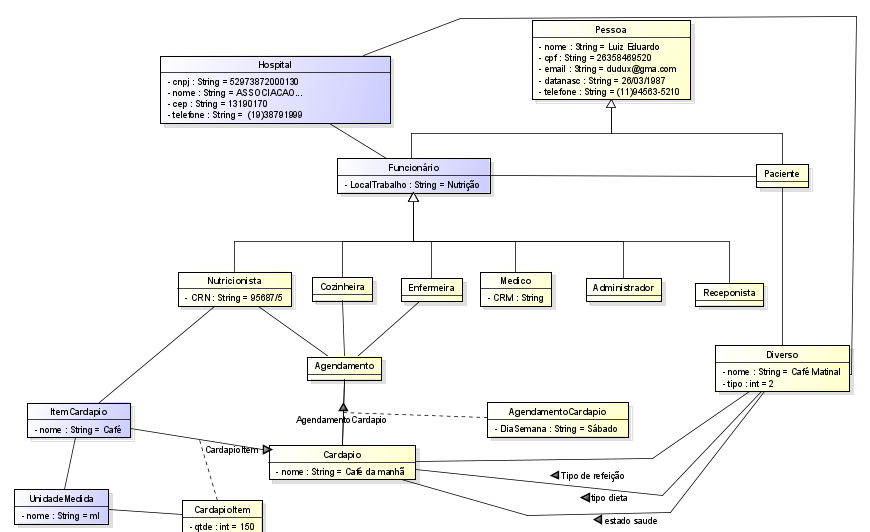 Pessoa
- nome : String = Luiz Eduardo
- cpf : String = 26358469520
- email : String = dudux@gma.com
- datanasc : String = 26/03/1987
- telefone : String = (11)94563-5210
Hospital
- cnpj : String = 52973872000130
- nome : String = ASSOCIACAO...
- cep : String = 13190170
- telefone : String = (19)38791999
Funcionário
- LocalTrabalho : String = Nutrição
Paciente
Nutricionista
- CRN : String = 95687/5
Cozinheira
Enfermeira
Medico
- CRM : String
Administrador
Receponista
Agendamento
Diverso
- nome : String = Café Matinal
- tipo : int = 2
ItemCardapio
- nome : String = Café
AgendamentoCardapio
AgendamentoCardapio
- DiaSemana : String = Sábado
CardapioItem
Cardapio
- nome : String = Café da manhã
Tipo de refeição
tipo dieta
estado saude
UnidadeMedida
- nome : String = ml
CardapioItem
- qtde : int = 150